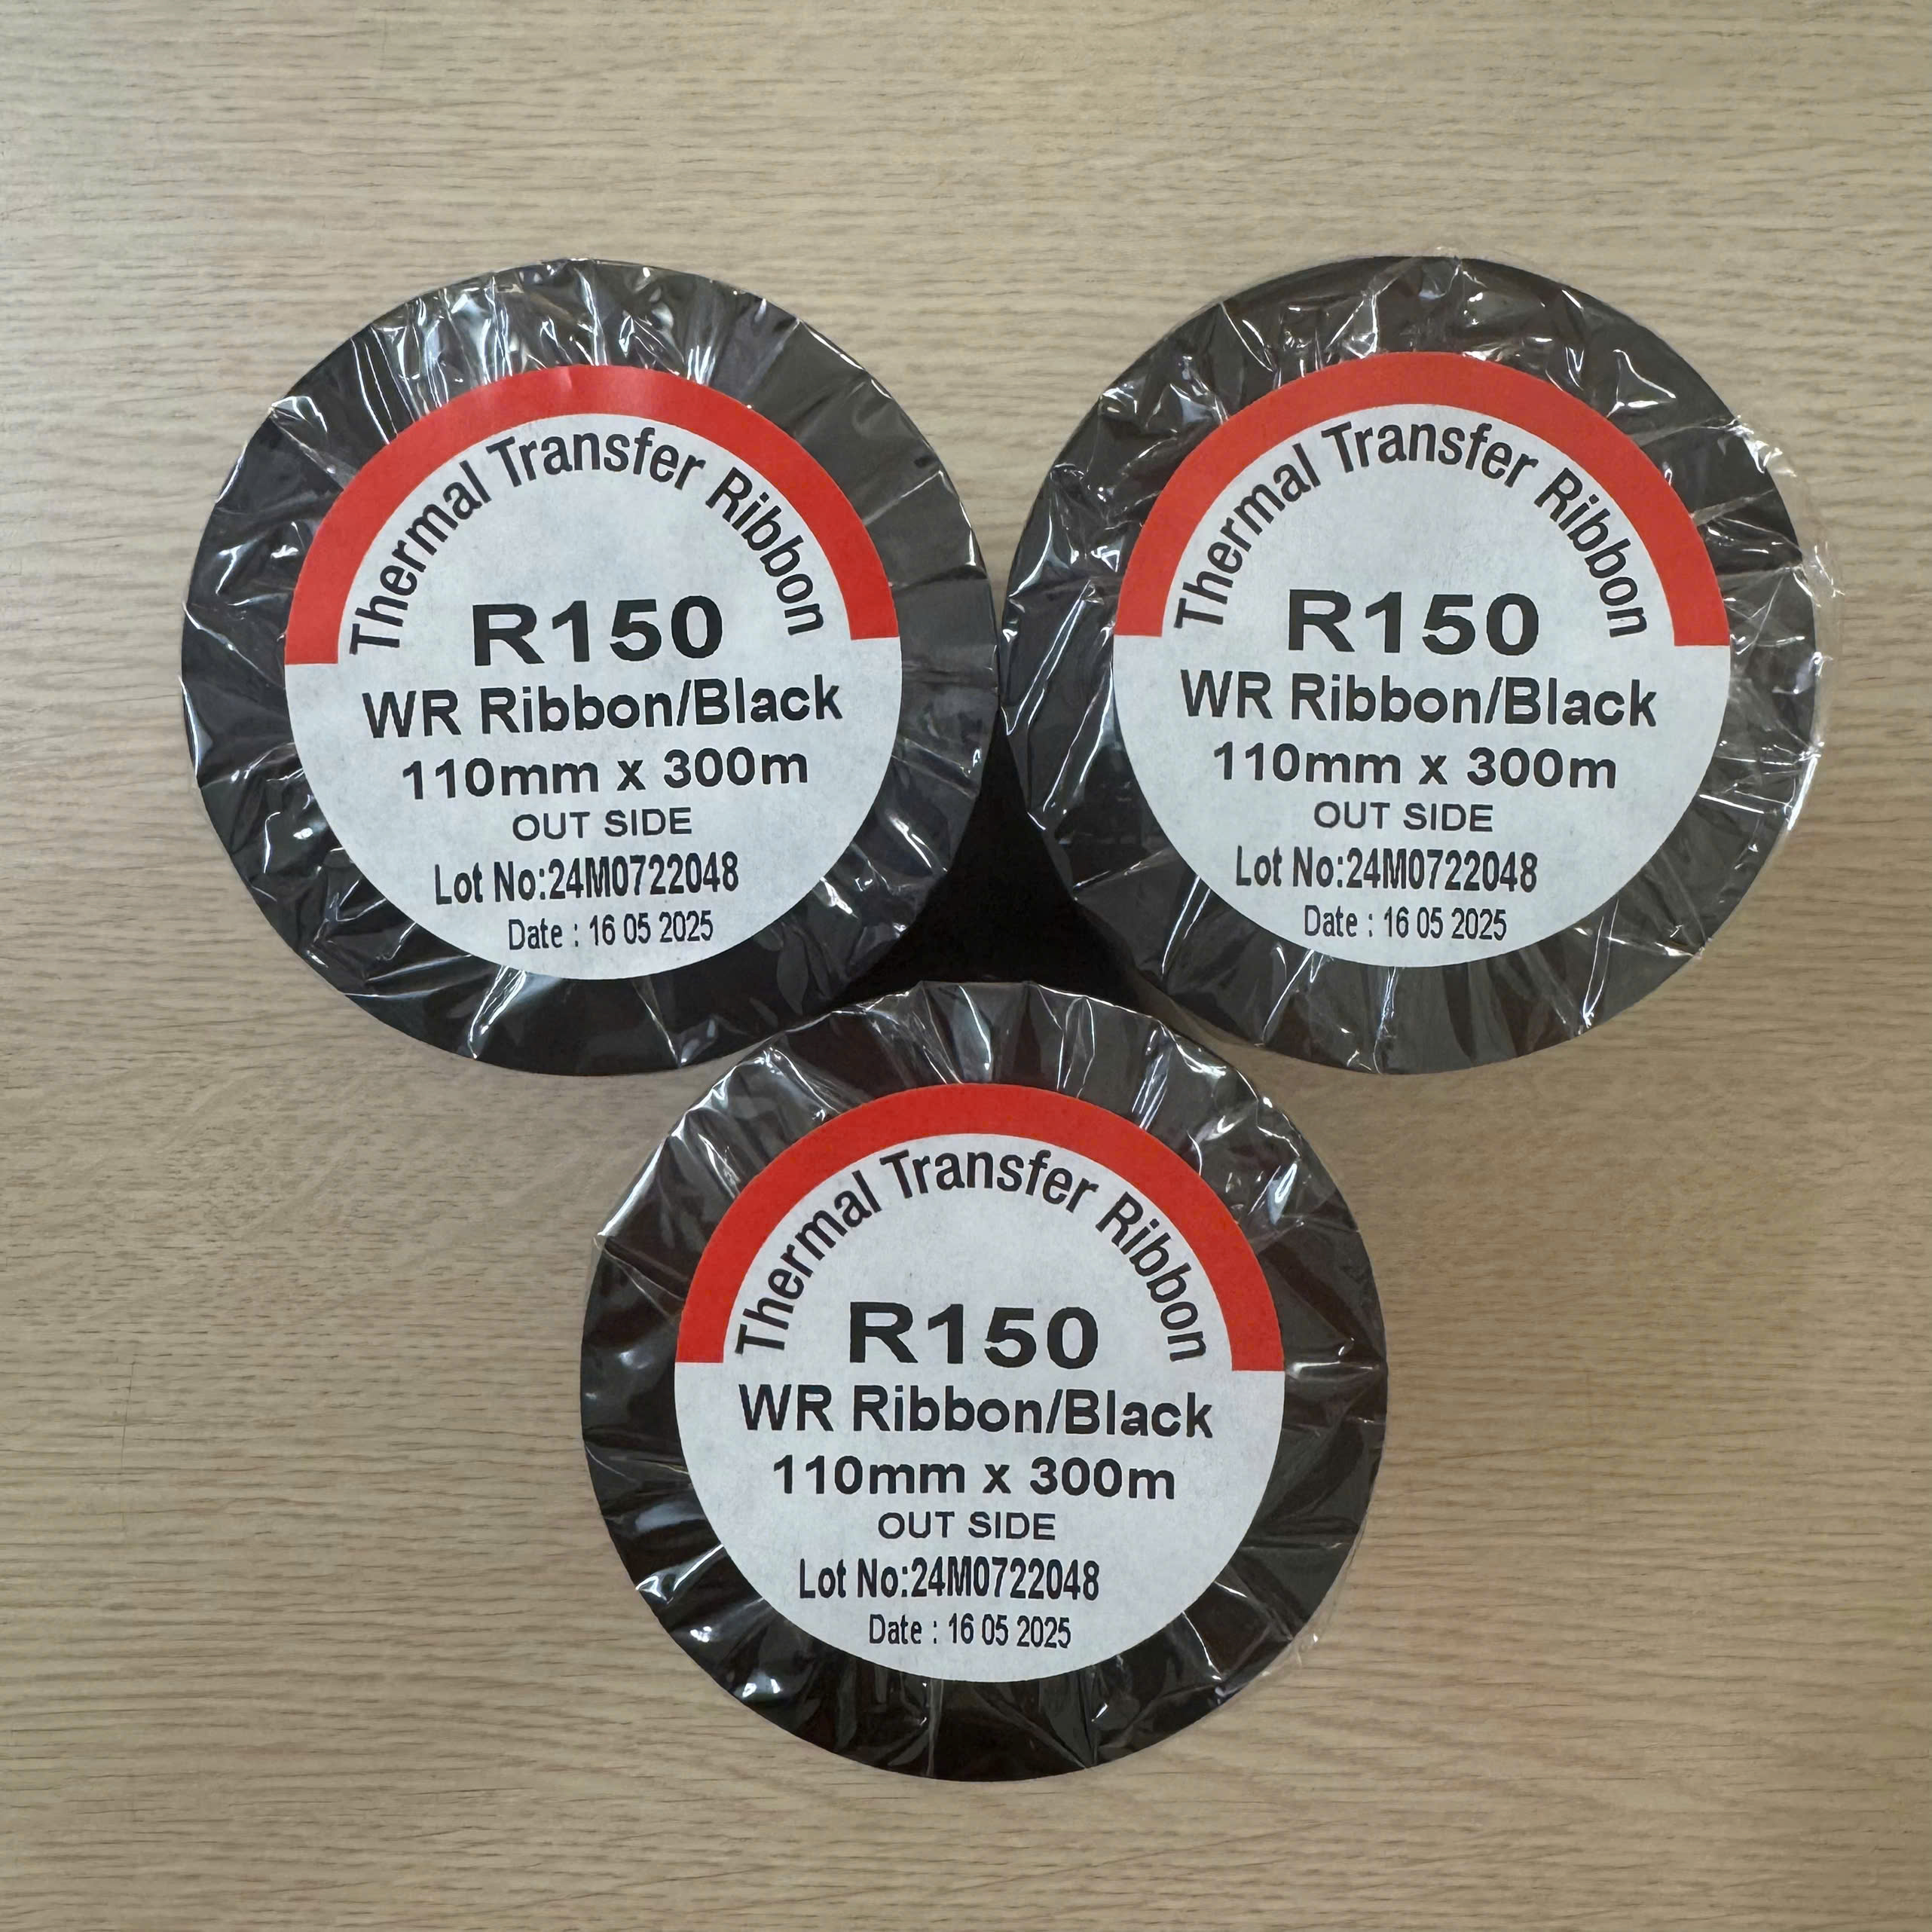 Thermal Transfer Ribbon
R150
WR Ribbon/Black
110mm x 300m
OUT SIDE
Lot No:24M0722048
Date : 16 05 2025
Thermal Transfer Ribbon
R150
WR Ribbon/Black
110mm x 300m
OUT SIDE
Lot No:24M0722048
Date : 16 05 2025
Thermal Transfer Ribbon
R150
WR Ribbon/Black
110mm x 300m
OUT SIDE
Lot No:24M0722048
Date : 16 05 2025